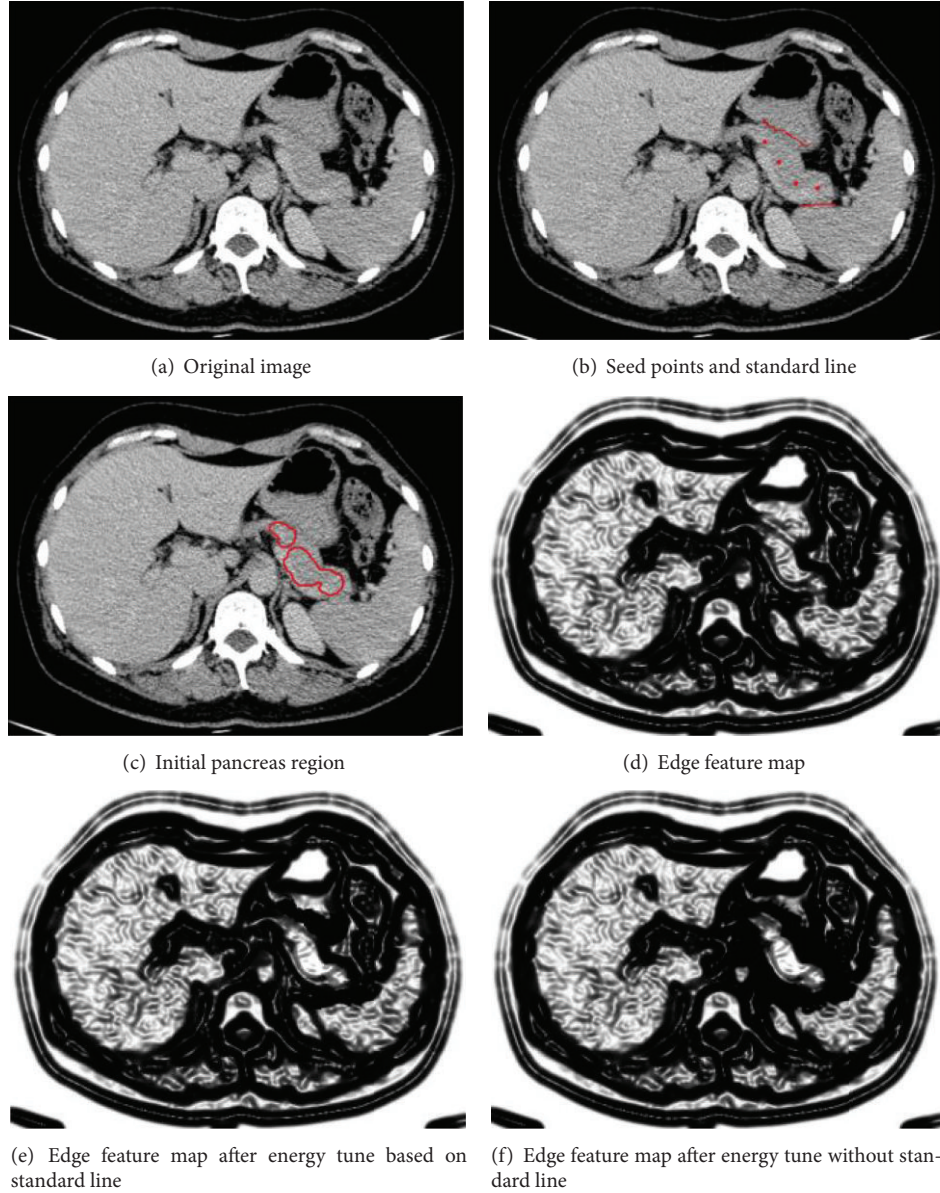 (a) Original image
(b) Seed points and standard line
(c) Initial pancreas region
(d) Edge feature map
(e) Edge feature map after energy tune based on
standard line
(f) Edge feature map after energy tune without stan-
dard line